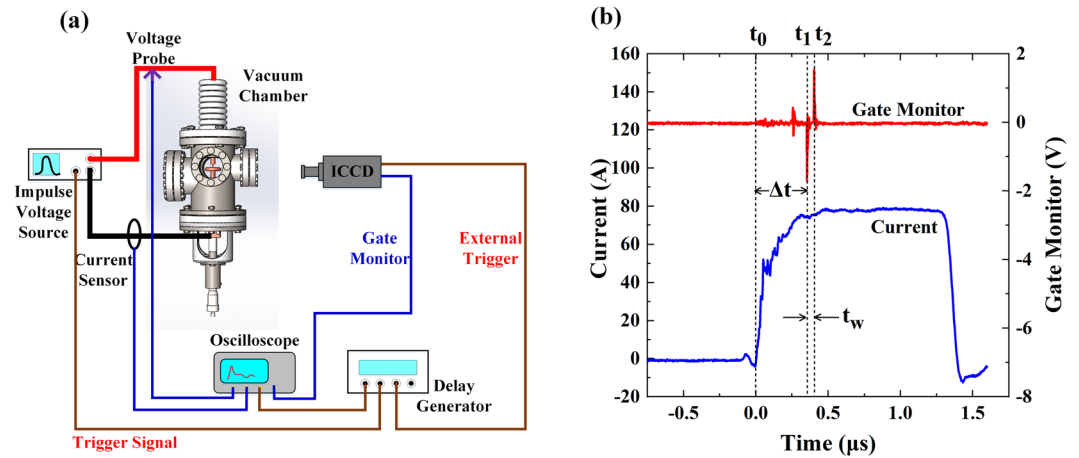 (a)
Voltage
Probe
Vacuum
Chamber
Impulse
Voltage
Source
Current
Sensor
ICCD
Gate
Monitor
External
Trigger
Oscilloscope
Delay
Generator
Trigger Signal
(b)
t0 t1 t2
160
140
120
100
80
60
40
20
0
-20
Current (A)
2
0
-2
-4
-6
-8
Gate Monitor (V)
Gate Monitor
Δt
Current
tw
-0.5 0.0 0.5 1.0 1.5
Time (μs)